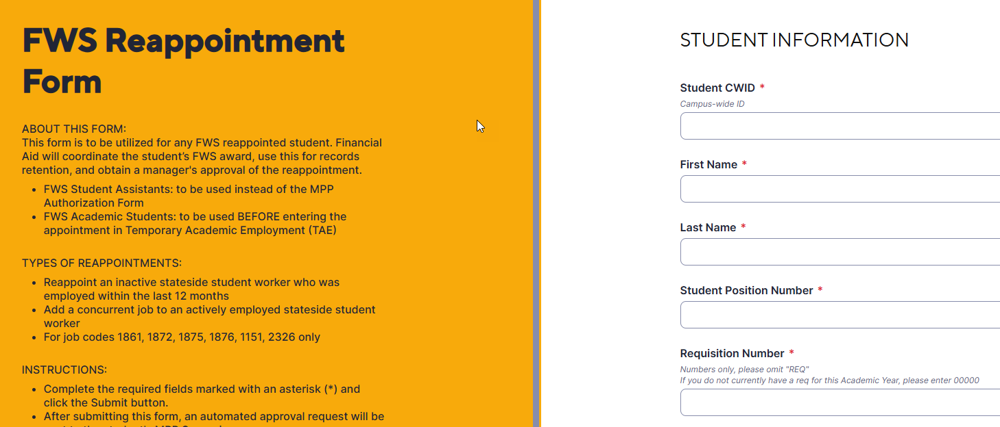 FWS Reappointment
Form
ABOUT THIS FORM:
This form is to be utilized for any FWS reappointed student. Financial
Aid will coordinate the student’s FWS award, use this for records
retention, and obtain a manager's approval of the reappointment.
• FWS Student Assistants: to be used instead of the MPP
Authorization Form
• FWS Academic Students: to be used BEFORE entering the
appointment in Temporary Academic Employment (TAE)
TYPES OF REAPPOINTMENTS:
• Reappoint an inactive stateside student worker who was
employed within the last 12 months
• Add a concurrent job to an actively employed stateside student
worker
• For job codes 1861, 1872, 1875, 1876, 1151, 2326 only
INSTRUCTIONS:
• Complete the required fields marked with an asterisk (*) and
click the Submit button.
• After submitting this form, an automated approval request will be
STUDENT INFORMATION
Student CWID *
Campus-wide ID
First Name *
Last Name *
Student Position Number *
Requisition Number *
Numbers only, please omit "REQ"
If you do not currently have a req for this Academic Year, please enter 00000